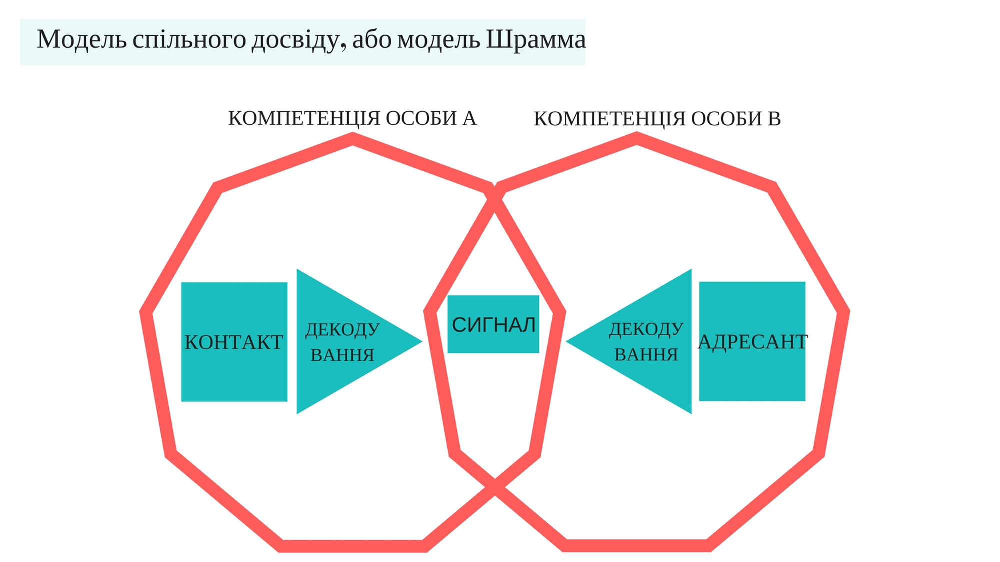 Модель спільного досвіду, або модель Шрамма
КОМПЕТЕНЦІЯ ОСОБИ А
КОМПЕТЕНЦІЯ ОСОБИ В
КОНТАКТ
ДЕКОДУ
ВАННЯ
СИГНАЛ
ДЕКОДУ
ВАННЯ
АДРЕСАНТ